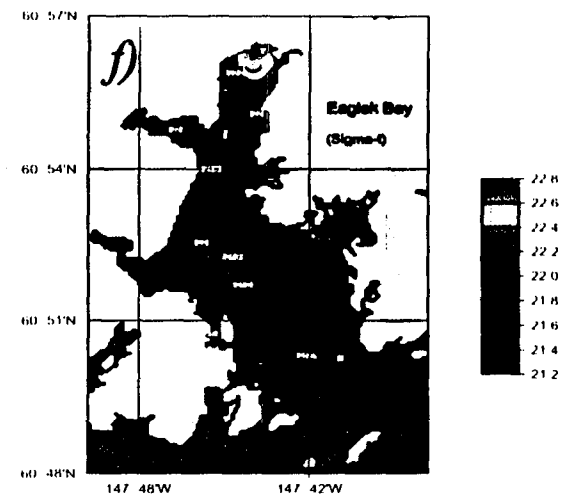 60 57'N
f)
Eaglek Bay
(Sigma-t)
60 54'N
22 8
22 6
22 4
22 2
22 0
21 8
21 6
21 4
21 2
60 51'N
60 48'N
147 48'W
147 42'W